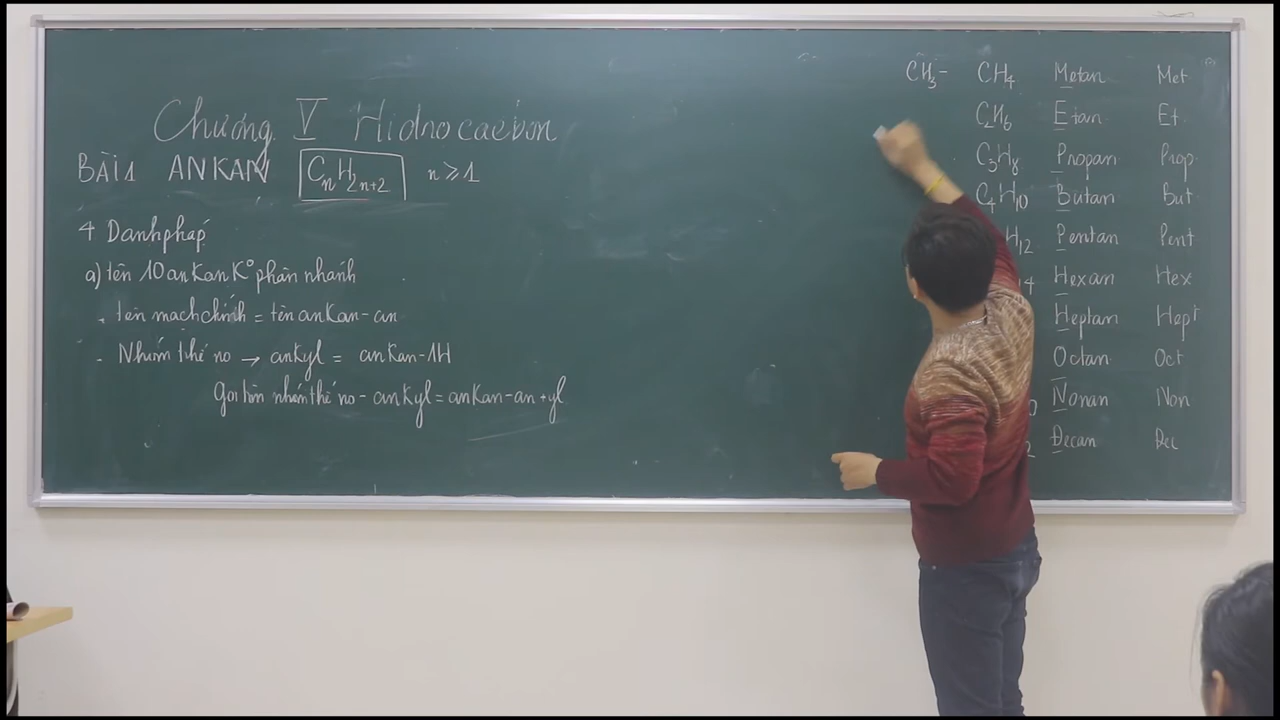 Chương V Hidrocacbon
BÀI 1 ANKAN CnH2n+2 n ≥ 1
4 Danh pháp
a) tên 10 ankan K° phân nhánh
- tên mạch chính = tên ankan - an
- Nhóm thế no → ankyl = ankan - 1H
Gọi tên nhóm thế no - ankyl = ankan - an + yl
CH3- CH4 Metan Met
C2H6 Etan Et
C3H8 Propan Prop
C4H10 Butan But
H12 Pentan Pent
14 Hexan Hex
Heptan Hept
Octan Oct
0 Nonan Non
2 Decan Dec